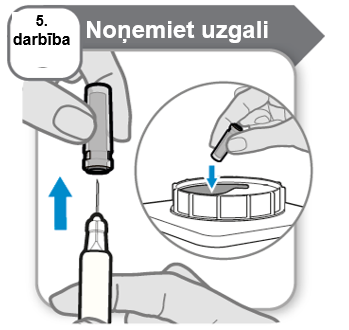 5.
darbība
Noņemiet uzgali